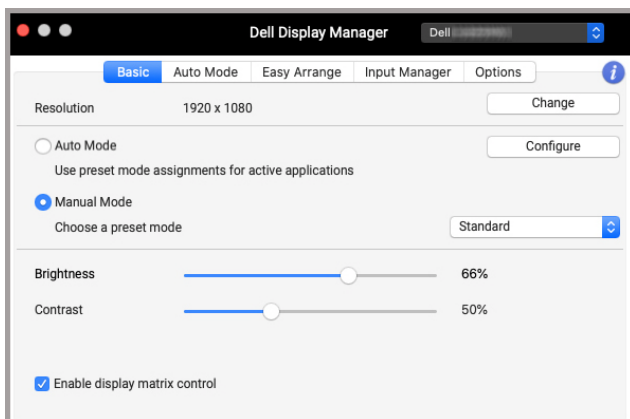 Dell Display Manager Dell
Basic Auto Mode Easy Arrange Input Manager Options i
Resolution 1920 x 1080 Change
Auto Mode Configure
Use preset mode assignments for active applications
Manual Mode
Choose a preset mode Standard
Brightness 66%
Contrast 50%
Enable display matrix control